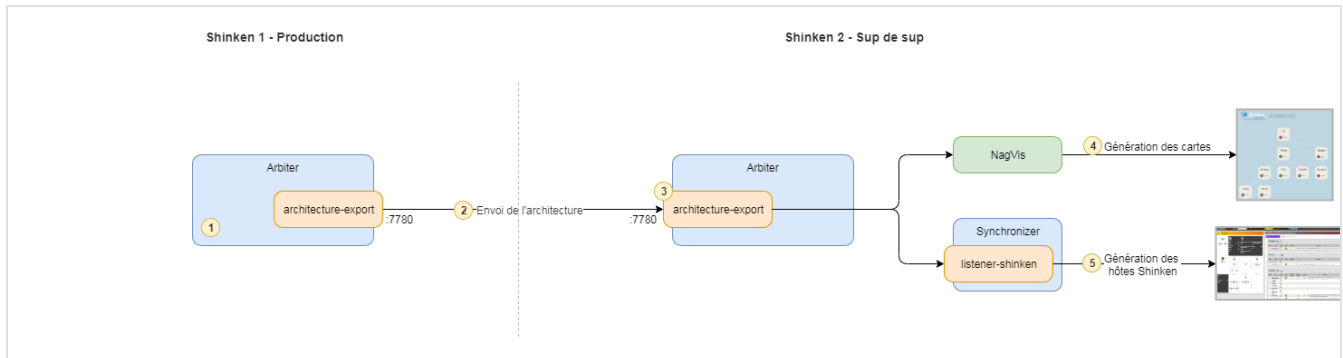 Shinken 1 - Production
Shinken 2 - Sup de sup
Arbiter
architecture-export
:7780
1
2
Envoi de l'architecture
Arbiter
3
architecture-export
:7780
NagVis
4
Génération des cartes
Synchronizer
listener-shinken
5
Génération des
hôtes Shinken